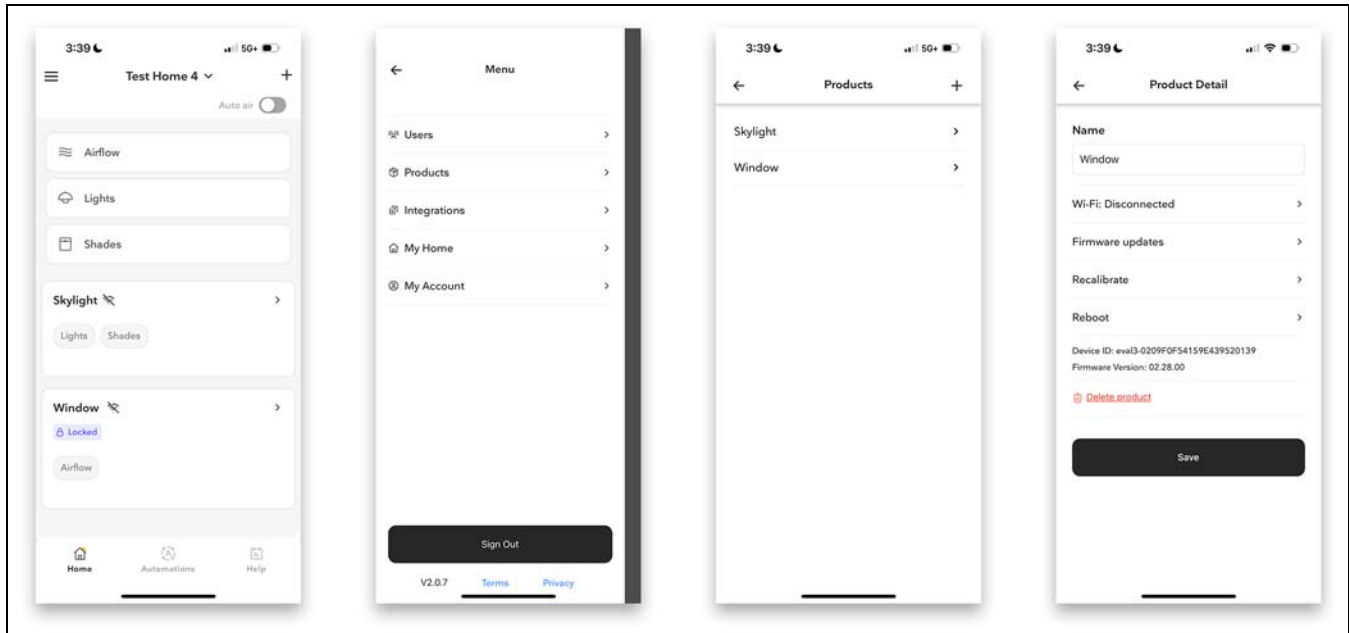 3:39
5G+
Test Home 4
Auto air
Airflow
Lights
Shades
Skylight
Lights Shades
Window
Locked
Airflow
Home Automations Help
Menu
Users
Products
Integrations
My Home
My Account
Sign Out
V2.0.7 Terms Privacy
3:39
5G+
Products
Skylight
Window
3:39
Product Detail
Name
Window
Wi-Fi: Disconnected
Firmware updates
Recalibrate
Reboot
Device ID: eval3-0209F0F54159E439520139
Firmware Version: 02.28.00
Delete product
Save